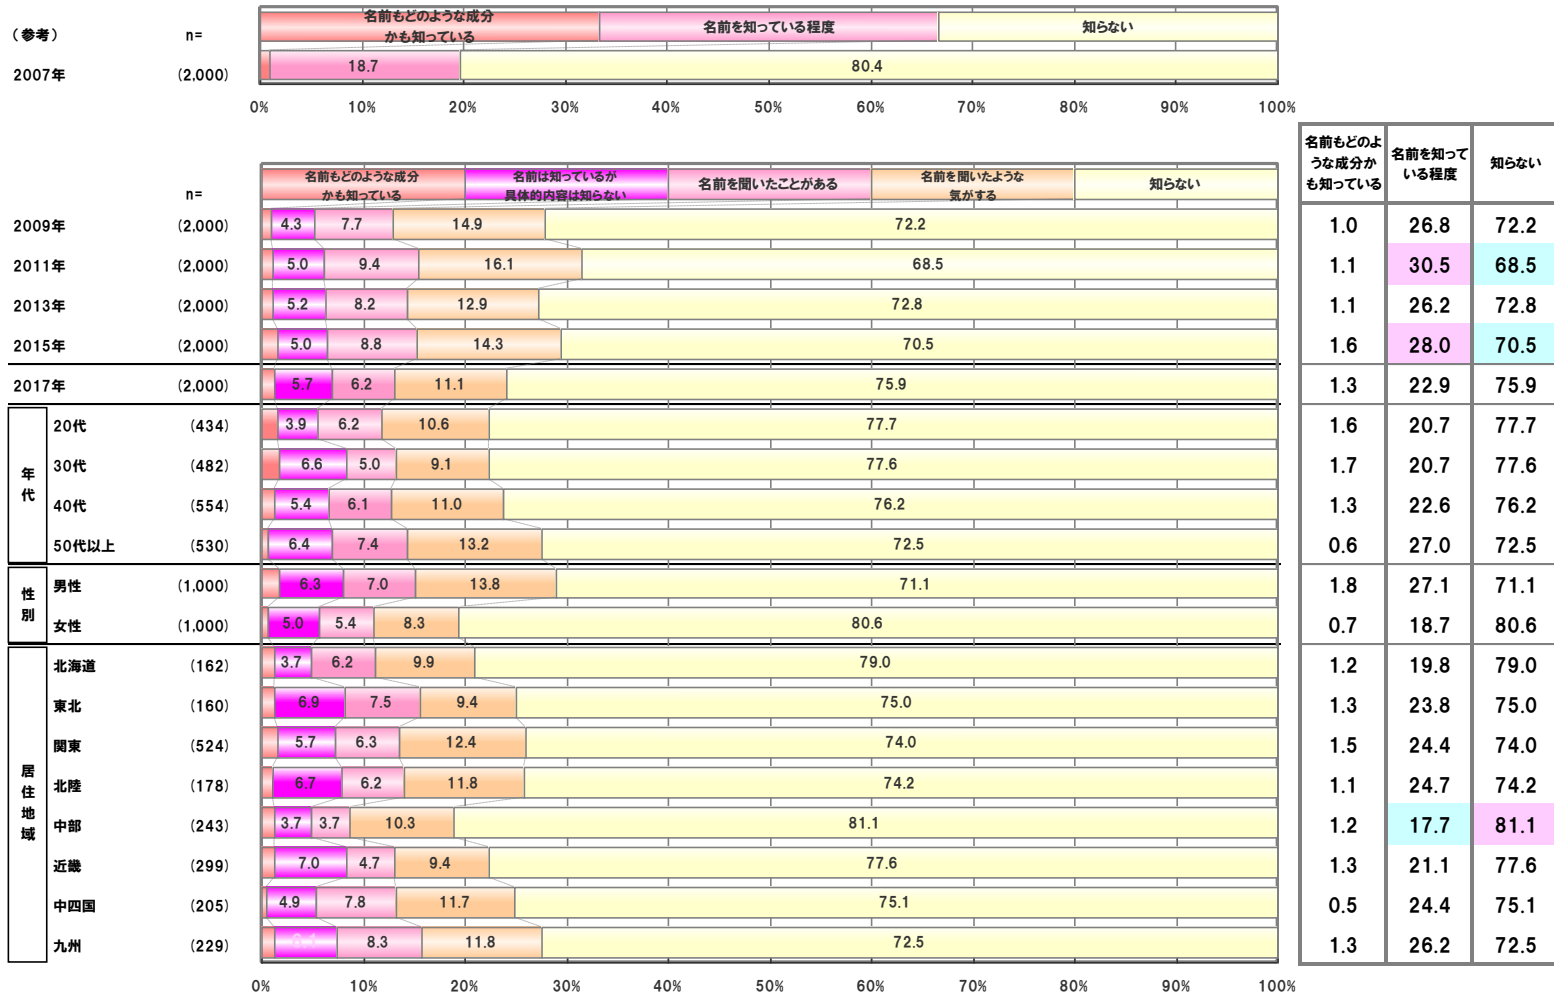 名前もどのような成分
かも知っている
名前を知っている程度
知らない
（参考） n=
2007年 (2,000) 18.7 80.4
0% 10% 20% 30% 40% 50% 60% 70% 80% 90% 100%
名前もどのよ
うな成分か
も知っている
名前を知って
いる程度
知らない
名前もどのような成分
かも知っている
名前は知っているが
具体的内容は知らない
名前を聞いたことがある
名前を聞いたような
気がする
知らない
n=
2009年 (2,000) 4.3 7.7 14.9 72.2 1.0 26.8 72.2
2011年 (2,000) 5.0 9.4 16.1 68.5 1.1 30.5 68.5
2013年 (2,000) 5.2 8.2 12.9 72.8 1.1 26.2 72.8
2015年 (2,000) 5.0 8.8 14.3 70.5 1.6 28.0 70.5
2017年 (2,000) 5.7 6.2 11.1 75.9 1.3 22.9 75.9
年代
20代 (434) 3.9 6.2 10.6 77.7 1.6 20.7 77.7
30代 (482) 6.6 5.0 9.1 77.6 1.7 20.7 77.6
40代 (554) 5.4 6.1 11.0 76.2 1.3 22.6 76.2
50代以上 (530) 6.4 7.4 13.2 72.5 0.6 27.0 72.5
性別
男性 (1,000) 6.3 7.0 13.8 71.1 1.8 27.1 71.1
女性 (1,000) 5.0 5.4 8.3 80.6 0.7 18.7 80.6
居住地域
北海道 (162) 3.7 6.2 9.9 79.0 1.2 19.8 79.0
東北 (160) 6.9 7.5 9.4 75.0 1.3 23.8 75.0
関東 (524) 5.7 6.3 12.4 74.0 1.5 24.4 74.0
北陸 (178) 6.7 6.2 11.8 74.2 1.1 24.7 74.2
中部 (243) 3.7 3.7 10.3 81.1 1.2 17.7 81.1
近畿 (299) 7.0 4.7 9.4 77.6 1.3 21.1 77.6
中四国 (205) 4.9 7.8 11.7 75.1 0.5 24.4 75.1
九州 (229) 6.1 8.3 11.8 72.5 1.3 26.2 72.5
0% 10% 20% 30% 40% 50% 60% 70% 80% 90% 100%